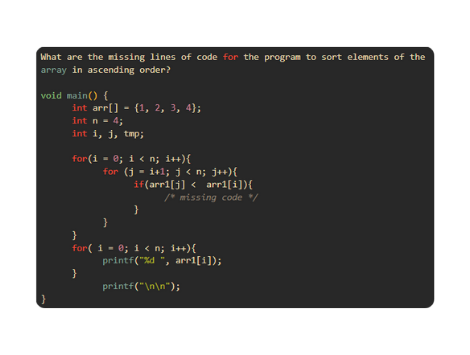 What are the missing lines of code for the program to sort elements of the
array in ascending order?
void main() {
int arr[] = {1, 2, 3, 4};
int n = 4;
int i, j, tmp;
for(i = 0; i < n; i++){
for (j = i+1; j < n; j++){
if(arr1[j] <  arr1[i]){
/* missing code */
}
}
}
for( i = 0; i < n; i++){
printf("%d ", arr1[i]);
}
printf("\n\n");
}